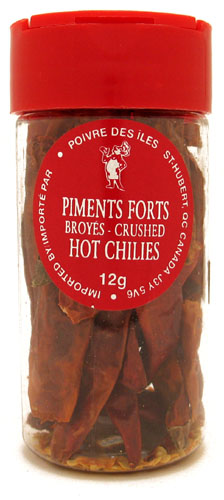 POIVRE DES ÎLES
ST-HUBERT, QC CANADA J3Y 5V6
IMPORTED BY/IMPORTÉ PAR
PIMENTS FORTS
BROYÉS - CRUSHED
HOT CHILIES
12g